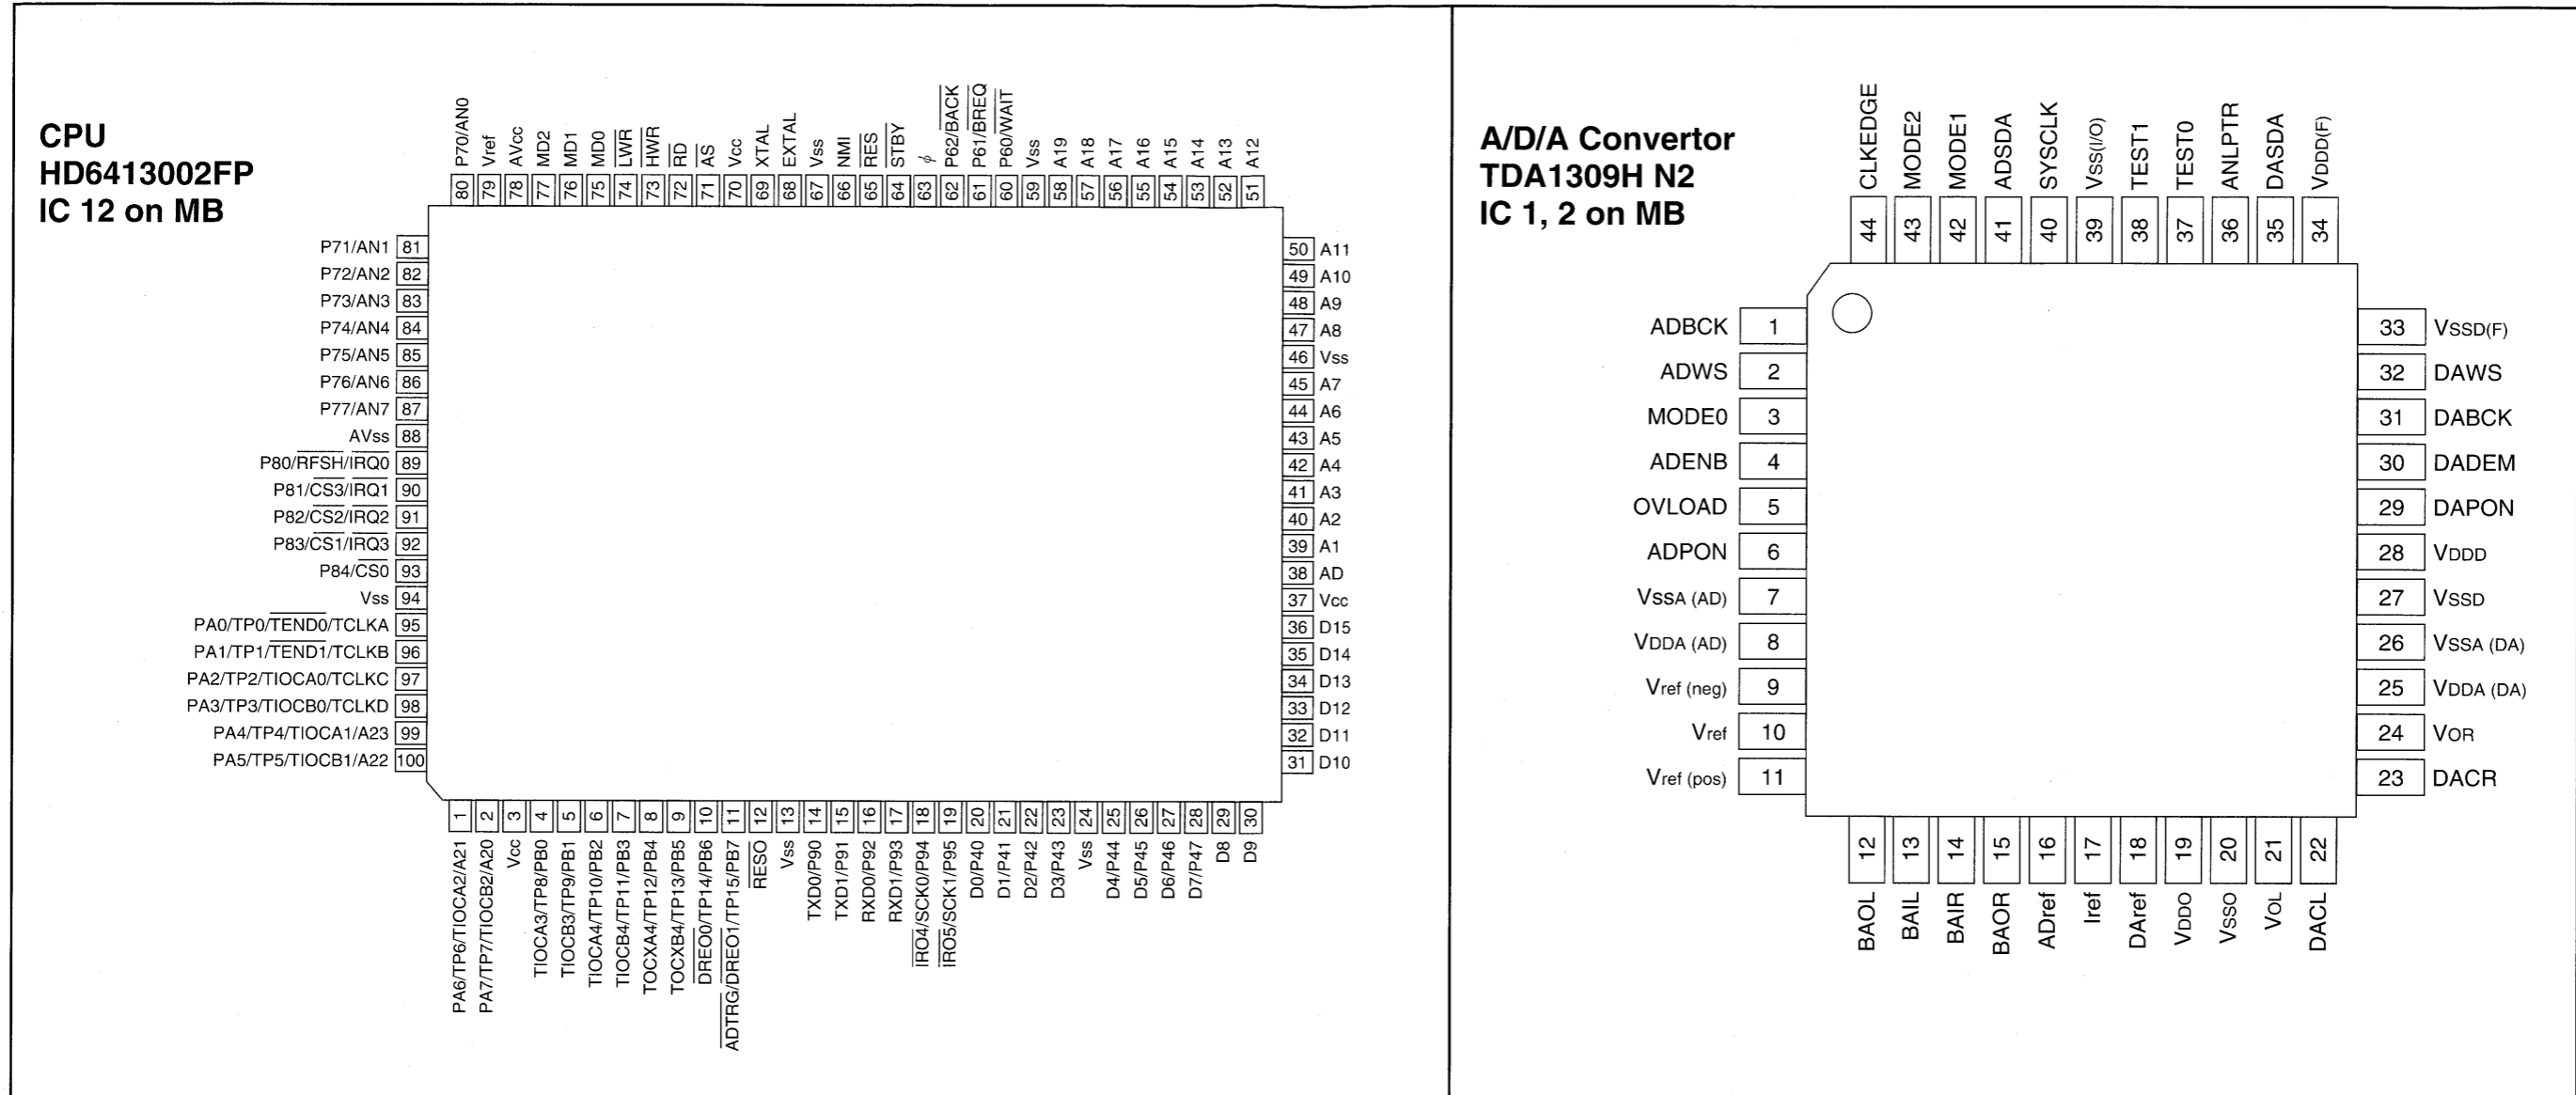 CPU
HD6413002FP
IC 12 on MB
80 P70/AN0
79 Vref
78 AVcc
77 MD2
76 MD1
75 MD0
74 LWR
73 HWR
72 RD
71 AS
70 Vcc
69 XTAL
68 EXTAL
67 Vss
66 NMI
65 RES
64 STBY
63 ϕ
62 P62/BACK
61 P61/BREQ
60 P60/WAIT
59 Vss
58 A19
57 A18
56 A17
55 A16
54 A15
53 A14
52 A13
51 A12
P71/AN1 81
P72/AN2 82
P73/AN3 83
P74/AN4 84
P75/AN5 85
P76/AN6 86
P77/AN7 87
AVss 88
P80/RFSH/IRQ0 89
P81/CS3/IRQ1 90
P82/CS2/IRQ2 91
P83/CS1/IRQ3 92
P84/CS0 93
Vss 94
PA0/TP0/TEND0/TCLKA 95
PA1/TP1/TEND1/TCLKB 96
PA2/TP2/TIOCA0/TCLKC 97
PA3/TP3/TIOCB0/TCLKD 98
PA4/TP4/TIOCA1/A23 99
PA5/TP5/TIOCB1/A22 100
50 A11
49 A10
48 A9
47 A8
46 Vss
45 A7
44 A6
43 A5
42 A4
41 A3
40 A2
39 A1
38 AD
37 Vcc
36 D15
35 D14
34 D13
33 D12
32 D11
31 D10
1 PA6/TP6/TIOCA2/A21
2 PA7/TP7/TIOCB2/A20
3 Vcc
4 TIOCA3/TP8/PB0
5 TIOCB3/TP9/PB1
6 TIOCA4/TP10/PB2
7 TIOCB4/TP11/PB3
8 TOCXA4/TP12/PB4
9 TOCXB4/TP13/PB5
10 DREO0/TP14/PB6
11 ADTRG/DREO1/TP15/PB7
12 RESO
13 Vss
14 TXD0/P90
15 TXD1/P91
16 RXD0/P92
17 RXD1/P93
18 IRO4/SCK0/P94
19 IRO5/SCK1/P95
20 D0/P40
21 D1/P41
22 D2/P42
23 D3/P43
24 Vss
25 D4/P44
26 D5/P45
27 D6/P46
28 D7/P47
29 D8
30 D9
A/D/A Convertor
TDA1309H N2
IC 1, 2 on MB
44 CLKEDGE
43 MODE2
42 MODE1
41 ADSDA
40 SYSCLK
39 VSS(I/O)
38 TEST1
37 TEST0
36 ANLPTR
35 DASDA
34 VDDD(F)
ADBCK 1
ADWS 2
MODE0 3
ADENB 4
OVLOAD 5
ADPON 6
VSSA (AD) 7
VDDA (AD) 8
Vref (neg) 9
Vref 10
Vref (pos) 11
33 VSSD(F)
32 DAWS
31 DABCK
30 DADEM
29 DAPON
28 VDDD
27 VSSD
26 VSSA (DA)
25 VDDA (DA)
24 VOR
23 DACR
12 BAOL
13 BAIL
14 BAIR
15 BAOR
16 ADref
17 Iref
18 DAref
19 VDDO
20 VSSO
21 VOL
22 DACL